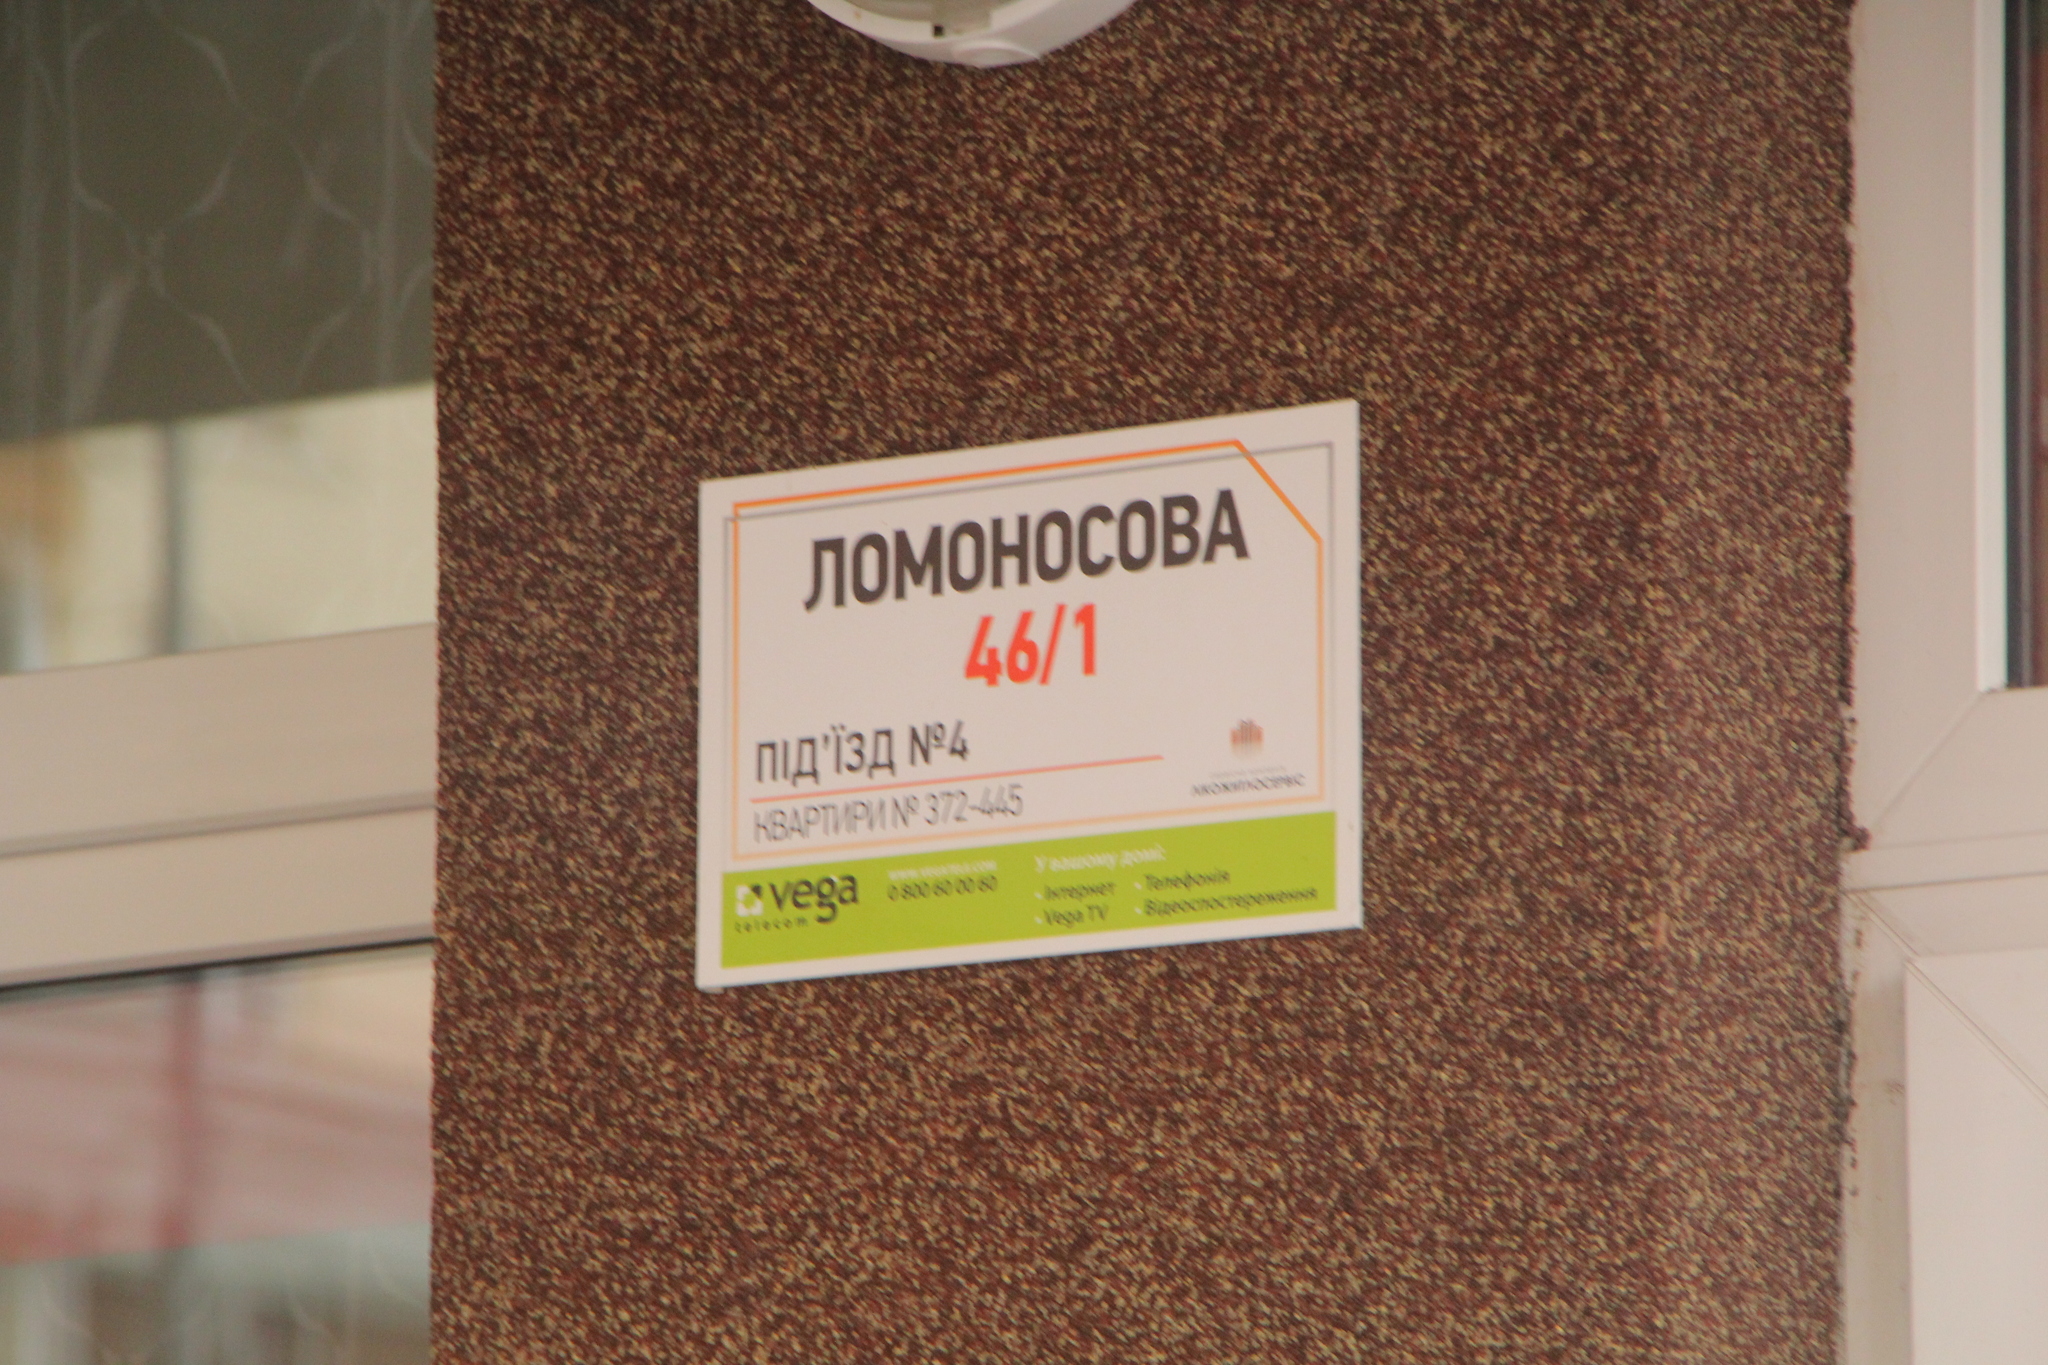 ЛОМОНОСОВА
46/1
ПІД'ЇЗД №4
КВАРТИРИ № 372-445
vega
telecom
0 800 60 00 60
У вашому домі:
• Інтернет
• Vega TV
• Телефонія
• Відеоспостереження